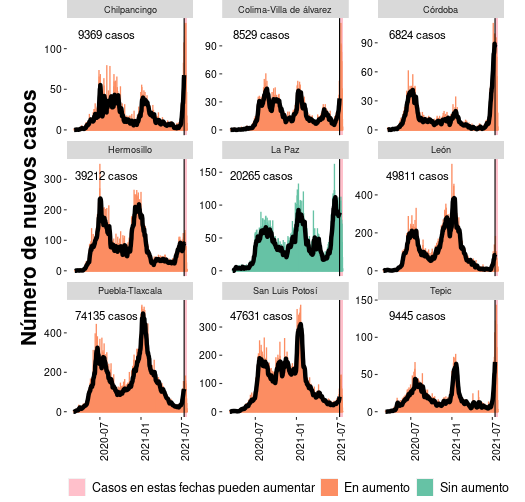 Chilpancingo
Colima-Villa de álvarez
Córdoba
9369 casos
8529 casos
6824 casos
100
50
0
90
60
30
0
90
60
30
0
Hermosillo
La Paz
León
39212 casos
20265 casos
49811 casos
300
200
100
0
150
100
50
0
400
200
0
Puebla-Tlaxcala
San Luis Potosí
Tepic
74135 casos
47631 casos
9445 casos
400
200
0
300
200
100
0
150
100
50
0
2020-07
2021-01
2021-07
2020-07
2021-01
2021-07
2020-07
2021-01
2021-07
Número de nuevos casos
Casos en estas fechas pueden aumentar
En aumento
Sin aumento